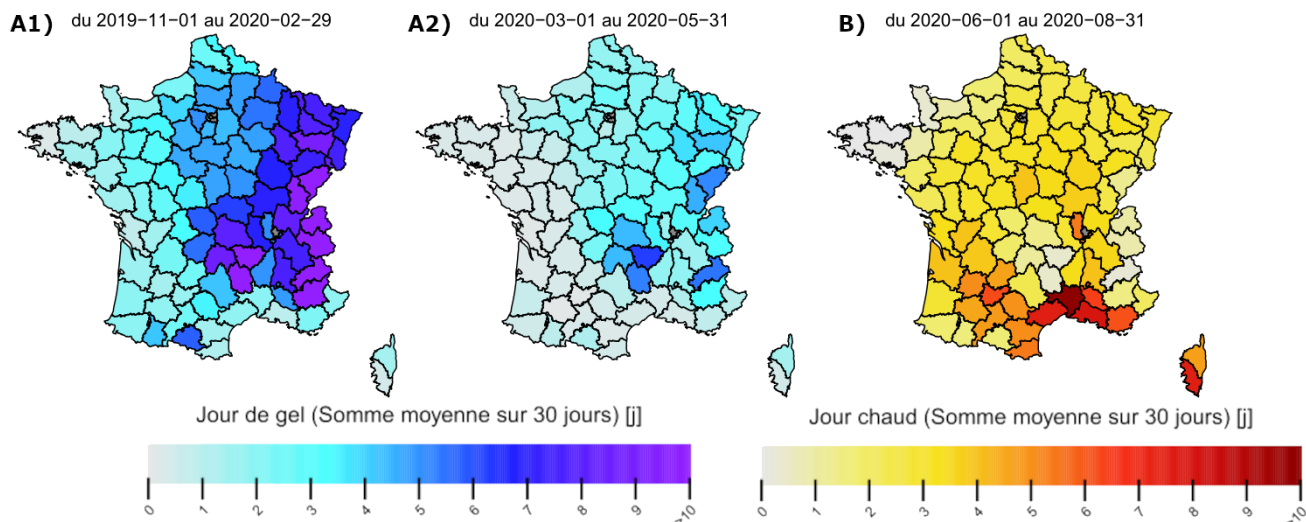 A1) du 2019−11−01 au 2020−02−29
A2) du 2020−03−01 au 2020−05−31
B) du 2020−06−01 au 2020−08−31
Jour de gel (Somme moyenne sur 30 jours) [j]
0 1 2 3 4 5 6 7 8 9 >10
Jour chaud (Somme moyenne sur 30 jours) [j]
0 1 2 3 4 5 6 7 8 9 >10